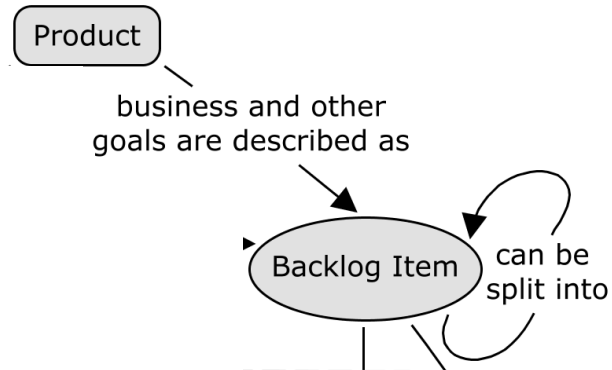 Product
business and other
goals are described as
Backlog Item
can be
split into